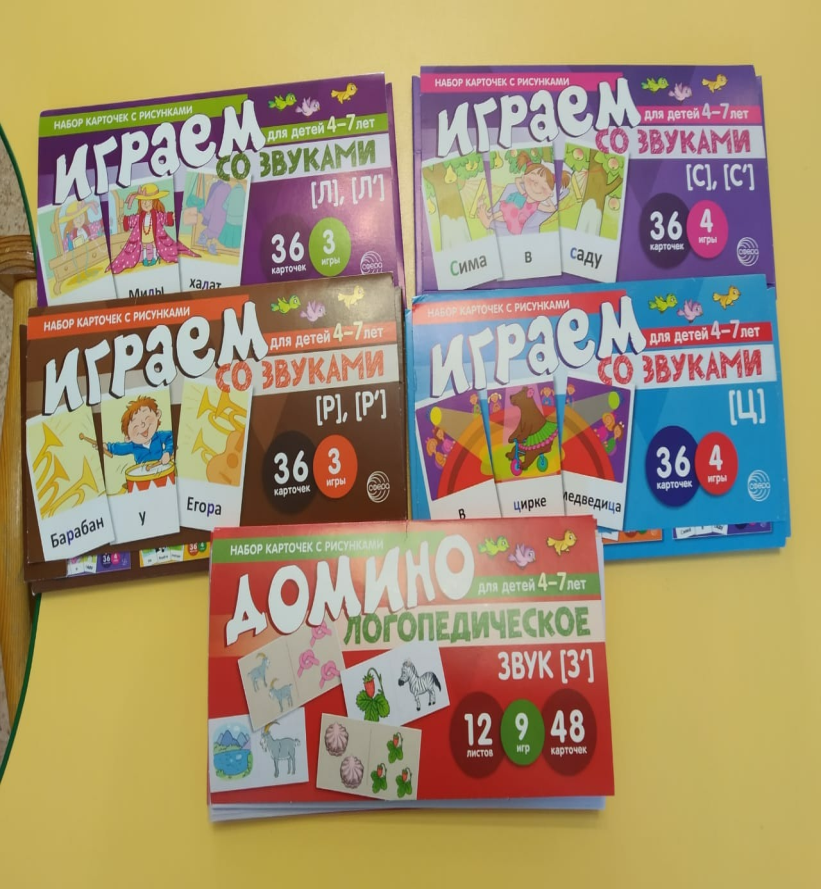 НАБОР КАРТОЧЕК С РИСУНКАМИ
ИГРАЕМ
для детей 4–7 лет
СО ЗВУКАМИ
[Л], [Л′]
36
карточек
3
игры
сфера
Милы
халат
НАБОР КАРТОЧЕК С РИСУНКАМИ
ИГРАЕМ
для детей 4–7 лет
СО ЗВУКАМИ
[С], [С′]
36
карточек
4
игры
сфера
Сима
в
саду
НАБОР КАРТОЧЕК С РИСУНКАМИ
ИГРАЕМ
для детей 4–7 лет
СО ЗВУКАМИ
[Р], [Р′]
36
карточек
3
игры
сфера
Барабан
у
Егора
НАБОР КАРТОЧЕК С РИСУНКАМИ
ИГРАЕМ
для детей 4–7 лет
СО ЗВУКАМИ
[Ц]
36
карточек
4
игры
сфера
в
цирке
медведица
НАБОР КАРТОЧЕК С РИСУНКАМИ
ДОМИНО
для детей 4–7 лет
ЛОГОПЕДИЧЕСКОЕ
ЗВУК [З′]
12
листов
9
игр
48
карточек